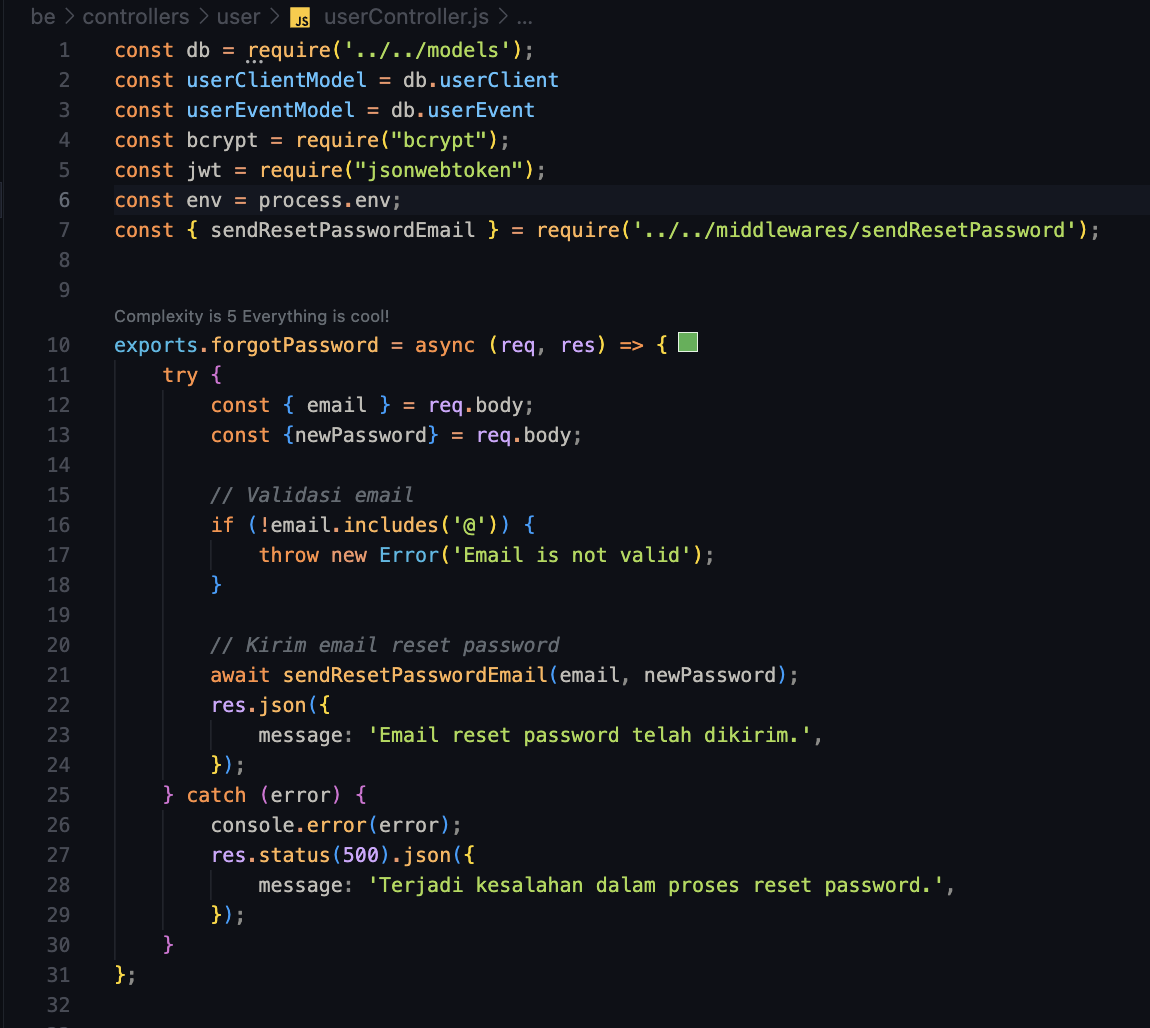 be > controllers > user > JS userController.js > ...
1 const db = require('../../models');
2 const userClientModel = db.userClient
3 const userEventModel = db.userEvent
4 const bcrypt = require("bcrypt");
5 const jwt = require("jsonwebtoken");
6 const env = process.env;
7 const { sendResetPasswordEmail } = require('../../middlewares/sendResetPassword');
8
9
Complexity is 5 Everything is cool!
10 exports.forgotPassword = async (req, res) => {
11     try {
12         const { email } = req.body;
13         const {newPassword} = req.body;
14
15         // Validasi email
16         if (!email.includes('@')) {
17             throw new Error('Email is not valid');
18         }
19
20         // Kirim email reset password
21         await sendResetPasswordEmail(email, newPassword);
22         res.json({
23             message: 'Email reset password telah dikirim.',
24         });
25     } catch (error) {
26         console.error(error);
27         res.status(500).json({
28             message: 'Terjadi kesalahan dalam proses reset password.',
29         });
30     }
31 };
32